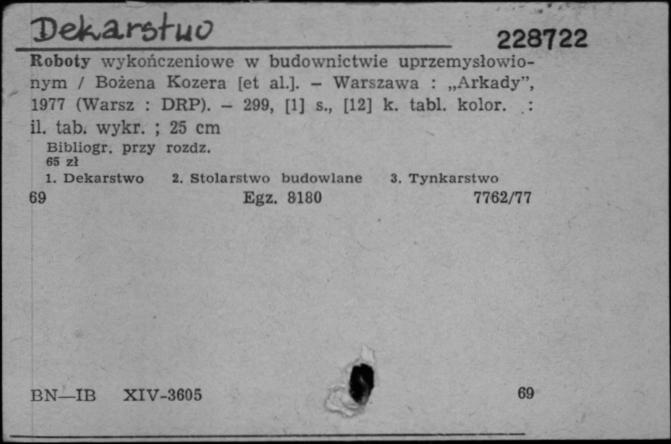 Dekarstwo
228722
Roboty wykończeniowe w budownictwie uprzemysłowio-
nym / Bożena Kozera [et al.]. — Warszawa : „Arkady”,
1977 (Warsz : DRP). — 299, [1] s., [12] k. tabl. kolor. :
il. tab. wykr. ; 25 cm
Bibliogr. przy rozdz.
65 zł
1. Dekarstwo 2. Stolarstwo budowlane 3. Tynkarstwo
69 Egz. 8180 7762/77
BN—IB XIV-3605 69